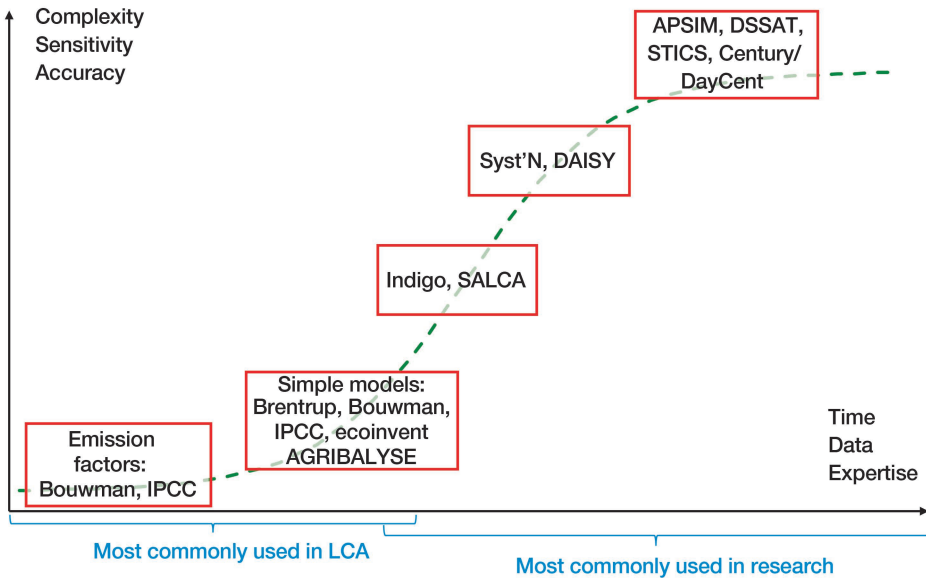 Complexity
Sensitivity
Accuracy
APSIM, DSSAT,
STICS, Century/
DayCent
Syst’N, DAISY
Indigo, SALCA
Simple models:
Brentrup, Bouwman,
IPCC, ecoinvent
AGRIBALYSE
Emission
factors:
Bouwman, IPCC
Time
Data
Expertise
Most commonly used in LCA
Most commonly used in research